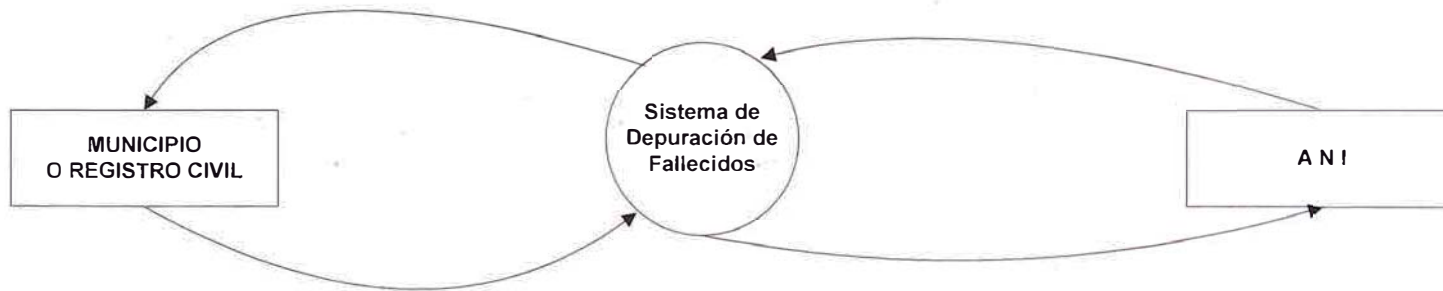 MUNICIPIO
O REGISTRO CIVIL
Sistema de
Depuración de
Fallecidos
A N I